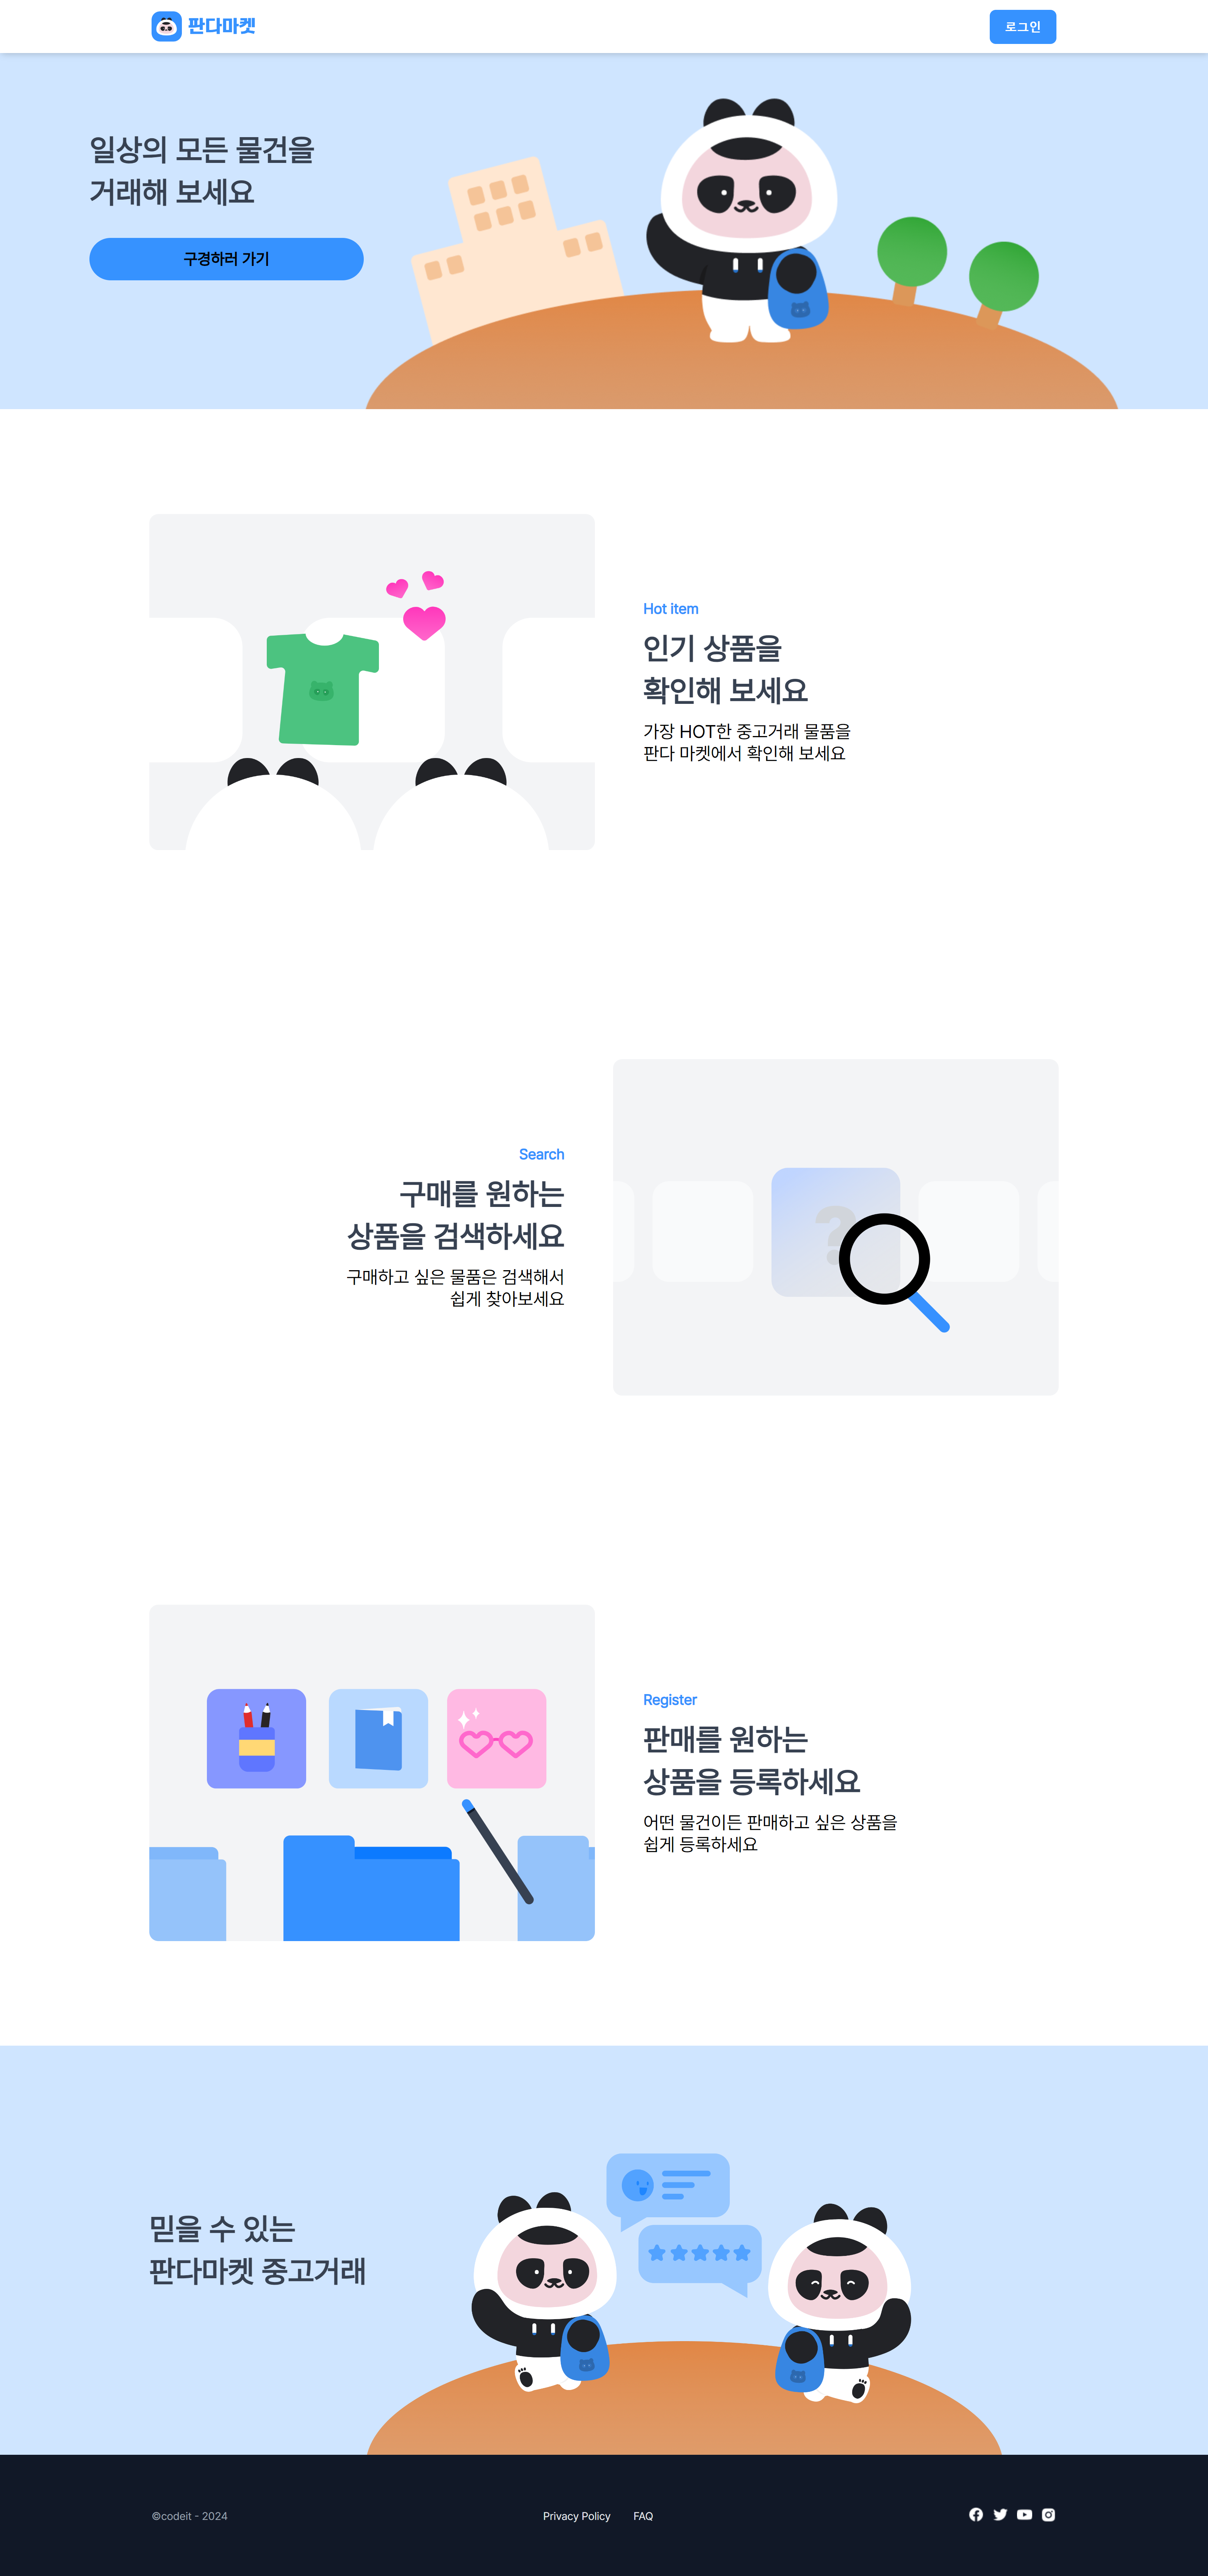 판다마켓
로그인
일상의 모든 물건을
거래해 보세요
구경하러 가기
Hot item
인기 상품을
확인해 보세요
가장 HOT한 중고거래 물품을
판다 마켓에서 확인해 보세요
Search
구매를 원하는
상품을 검색하세요
구매하고 싶은 물품은 검색해서
쉽게 찾아보세요
?
Register
판매를 원하는
상품을 등록하세요
어떤 물건이든 판매하고 싶은 상품을
쉽게 등록하세요
믿을 수 있는
판다마켓 중고거래
©codeit - 2024
Privacy Policy
FAQ